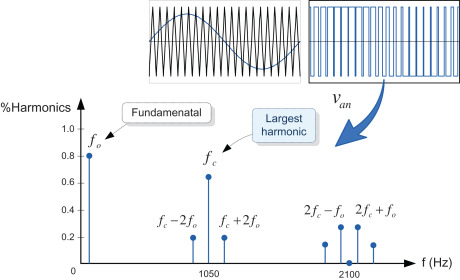 v_an
%Harmonics
Fundamenatal
Largest
harmonic
1.0
f_o
f_c
0.8
0.6
0.4
f_c − 2f_o
f_c + 2f_o
2f_c − f_o
2f_c + f_o
0.2
0
1050
2100
f (Hz)